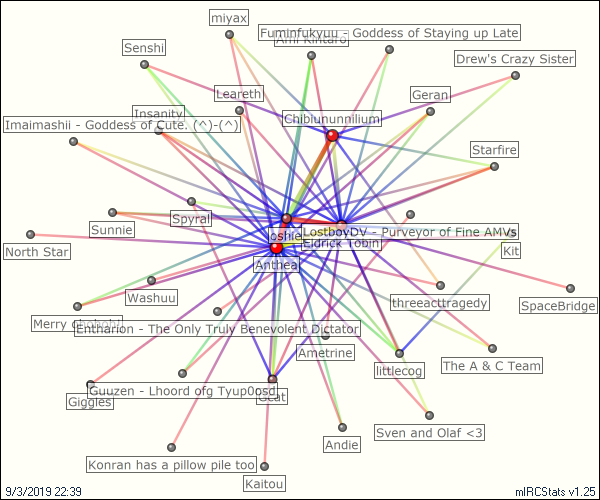 miyax
Fuminfukyuu - Goddess of Staying up Late
Ami Kintaro
Senshi
Drew's Crazy Sister
Leareth
Geran
Insanity
Chibiununnilium
Imaimashii - Goddess of Cute. (^)-(^)
Starfire
Spyral
Sunnie
Joshie
LostboyDV - Purveyor of Fine AMVs
Eldrick Tobin
North Star
Kit
Anthea
Washuu
threeacttragedy
SpaceBridge
Merry
Entharion - The Only Truly Benevolent Dictator
Ametrine
The A & C Team
littlecog
Guuzen - Lhoord ofg Tyup0osd
Giggles
Andie
Sven and Olaf <3
Konran has a pillow pile too
Kaitou
9/3/2019 22:39
mIRCStats v1.25